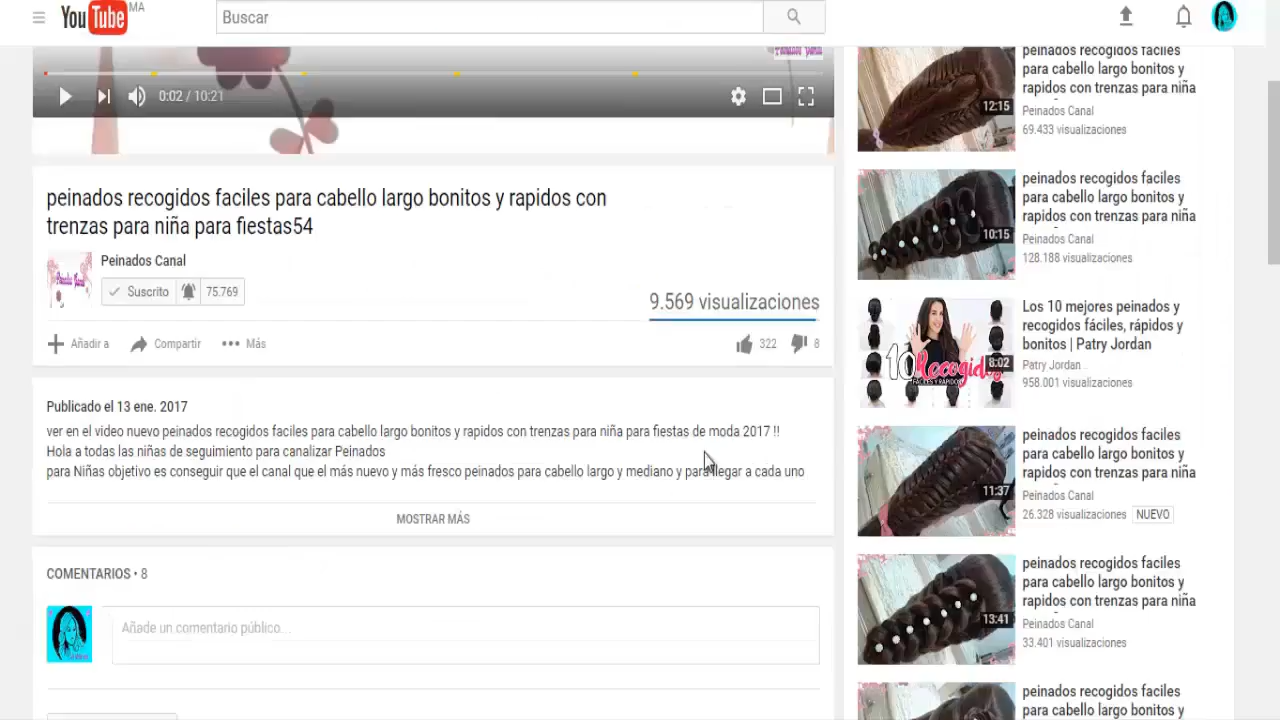 YouTube MA
Buscar
0:02 / 10:21
peinados recogidos faciles para cabello largo bonitos y rapidos con
trenzas para niña para fiestas54
Peinados Canal
Suscrito 75.769
9.569 visualizaciones
Añadir a Compartir Más
322 8
Publicado el 13 ene. 2017
ver en el video nuevo peinados recogidos faciles para cabello largo bonitos y rapidos con trenzas para niña para fiestas de moda 2017 !!
Hola a todas las niñas de seguimiento para canalizar Peinados
para Niñas objetivo es conseguir que el canal que el más nuevo y más fresco peinados para cabello largo y mediano y para llegar a cada uno
MOSTRAR MÁS
COMENTARIOS • 8
Añade un comentario público...
peinados recogidos faciles
para cabello largo bonitos y
rapidos con trenzas para niña
12:15
Peinados Canal
69.433 visualizaciones
peinados recogidos faciles
para cabello largo bonitos y
rapidos con trenzas para niña
10:15
Peinados Canal
128.188 visualizaciones
Los 10 mejores peinados y
recogidos fáciles, rápidos y
bonitos | Patry Jordan
10 Recogidos
FÁCILES Y RÁPIDOS
8:02
Patry Jordan
958.001 visualizaciones
peinados recogidos faciles
para cabello largo bonitos y
rapidos con trenzas para niña
11:37
Peinados Canal
26.328 visualizaciones NUEVO
peinados recogidos faciles
para cabello largo bonitos y
rapidos con trenzas para niña
13:41
Peinados Canal
33.401 visualizaciones
peinados recogidos faciles
para cabello largo bonitos y